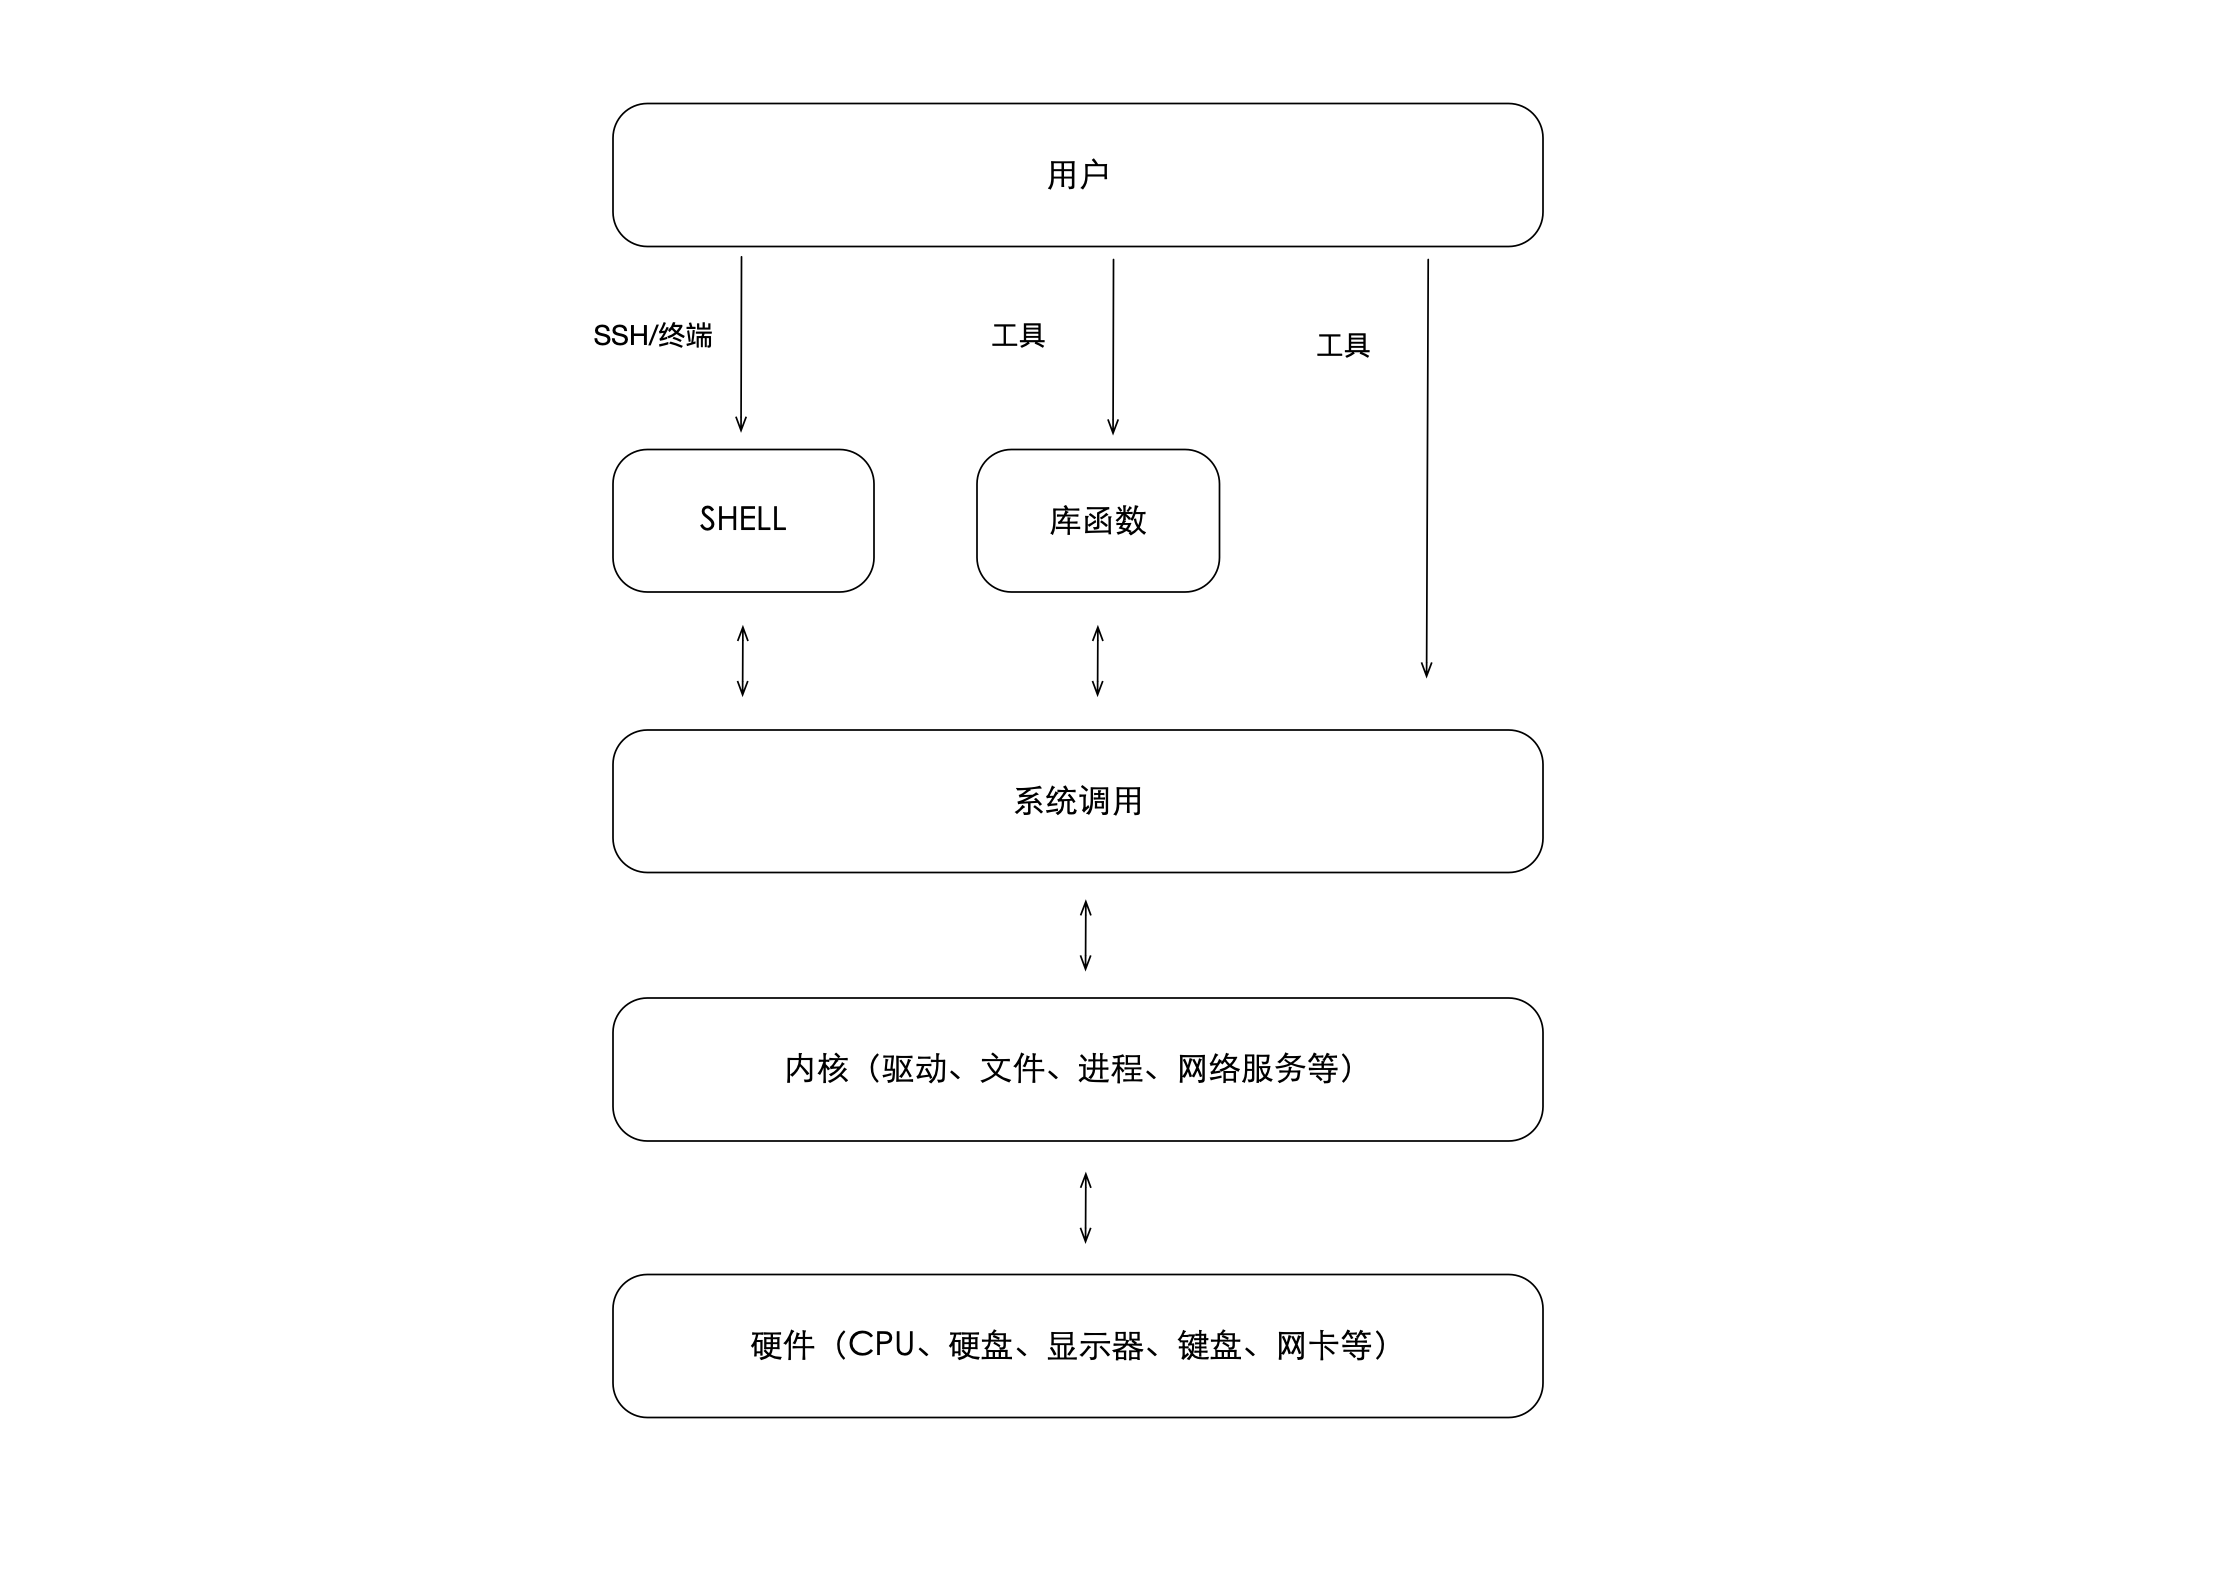 用户
SSH/终端
工具
工具
SHELL
库函数
系统调用
内核（驱动、文件、进程、网络服务等）
硬件（CPU、硬盘、显示器、键盘、网卡等）